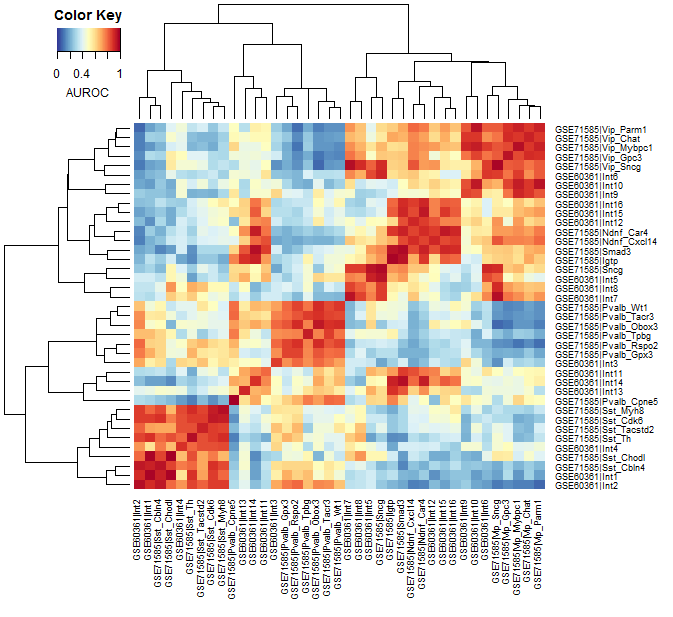 Color Key
0 0.4 1
AUROC
GSE71585|Vip_Parm1
GSE71585|Vip_Chat
GSE71585|Vip_Mybpc1
GSE71585|Vip_Gpc3
GSE71585|Vip_Sncg
GSE60361|Int6
GSE60361|Int10
GSE60361|Int9
GSE60361|Int16
GSE60361|Int15
GSE60361|Int12
GSE71585|Ndnf_Car4
GSE71585|Ndnf_Cxcl14
GSE71585|Smad3
GSE71585|Igtp
GSE71585|Sncg
GSE60361|Int5
GSE60361|Int8
GSE60361|Int7
GSE71585|Pvalb_Wt1
GSE71585|Pvalb_Tacr3
GSE71585|Pvalb_Obox3
GSE71585|Pvalb_Tpbg
GSE71585|Pvalb_Rspo2
GSE71585|Pvalb_Gpx3
GSE60361|Int3
GSE60361|Int11
GSE60361|Int14
GSE60361|Int13
GSE71585|Pvalb_Cpne5
GSE71585|Sst_Myh8
GSE71585|Sst_Cdk6
GSE71585|Sst_Tacstd2
GSE71585|Sst_Th
GSE60361|Int4
GSE71585|Sst_Chodl
GSE71585|Sst_Cbln4
GSE60361|Int1
GSE60361|Int2
GSE60361|Int2
GSE60361|Int1
GSE71585|Sst_Cbln4
GSE71585|Sst_Chodl
GSE60361|Int4
GSE71585|Sst_Th
GSE71585|Sst_Tacstd2
GSE71585|Sst_Cdk6
GSE71585|Sst_Myh8
GSE71585|Pvalb_Cpne5
GSE60361|Int13
GSE60361|Int14
GSE60361|Int11
GSE60361|Int3
GSE71585|Pvalb_Gpx3
GSE71585|Pvalb_Rspo2
GSE71585|Pvalb_Tpbg
GSE71585|Pvalb_Obox3
GSE71585|Pvalb_Tacr3
GSE71585|Pvalb_Wt1
GSE60361|Int7
GSE60361|Int8
GSE60361|Int5
GSE71585|Sncg
GSE71585|Igtp
GSE71585|Smad3
GSE71585|Ndnf_Cxcl14
GSE71585|Ndnf_Car4
GSE60361|Int12
GSE60361|Int15
GSE60361|Int16
GSE60361|Int9
GSE60361|Int10
GSE60361|Int6
GSE71585|Vip_Sncg
GSE71585|Vip_Gpc3
GSE71585|Vip_Mybpc1
GSE71585|Vip_Chat
GSE71585|Vip_Parm1